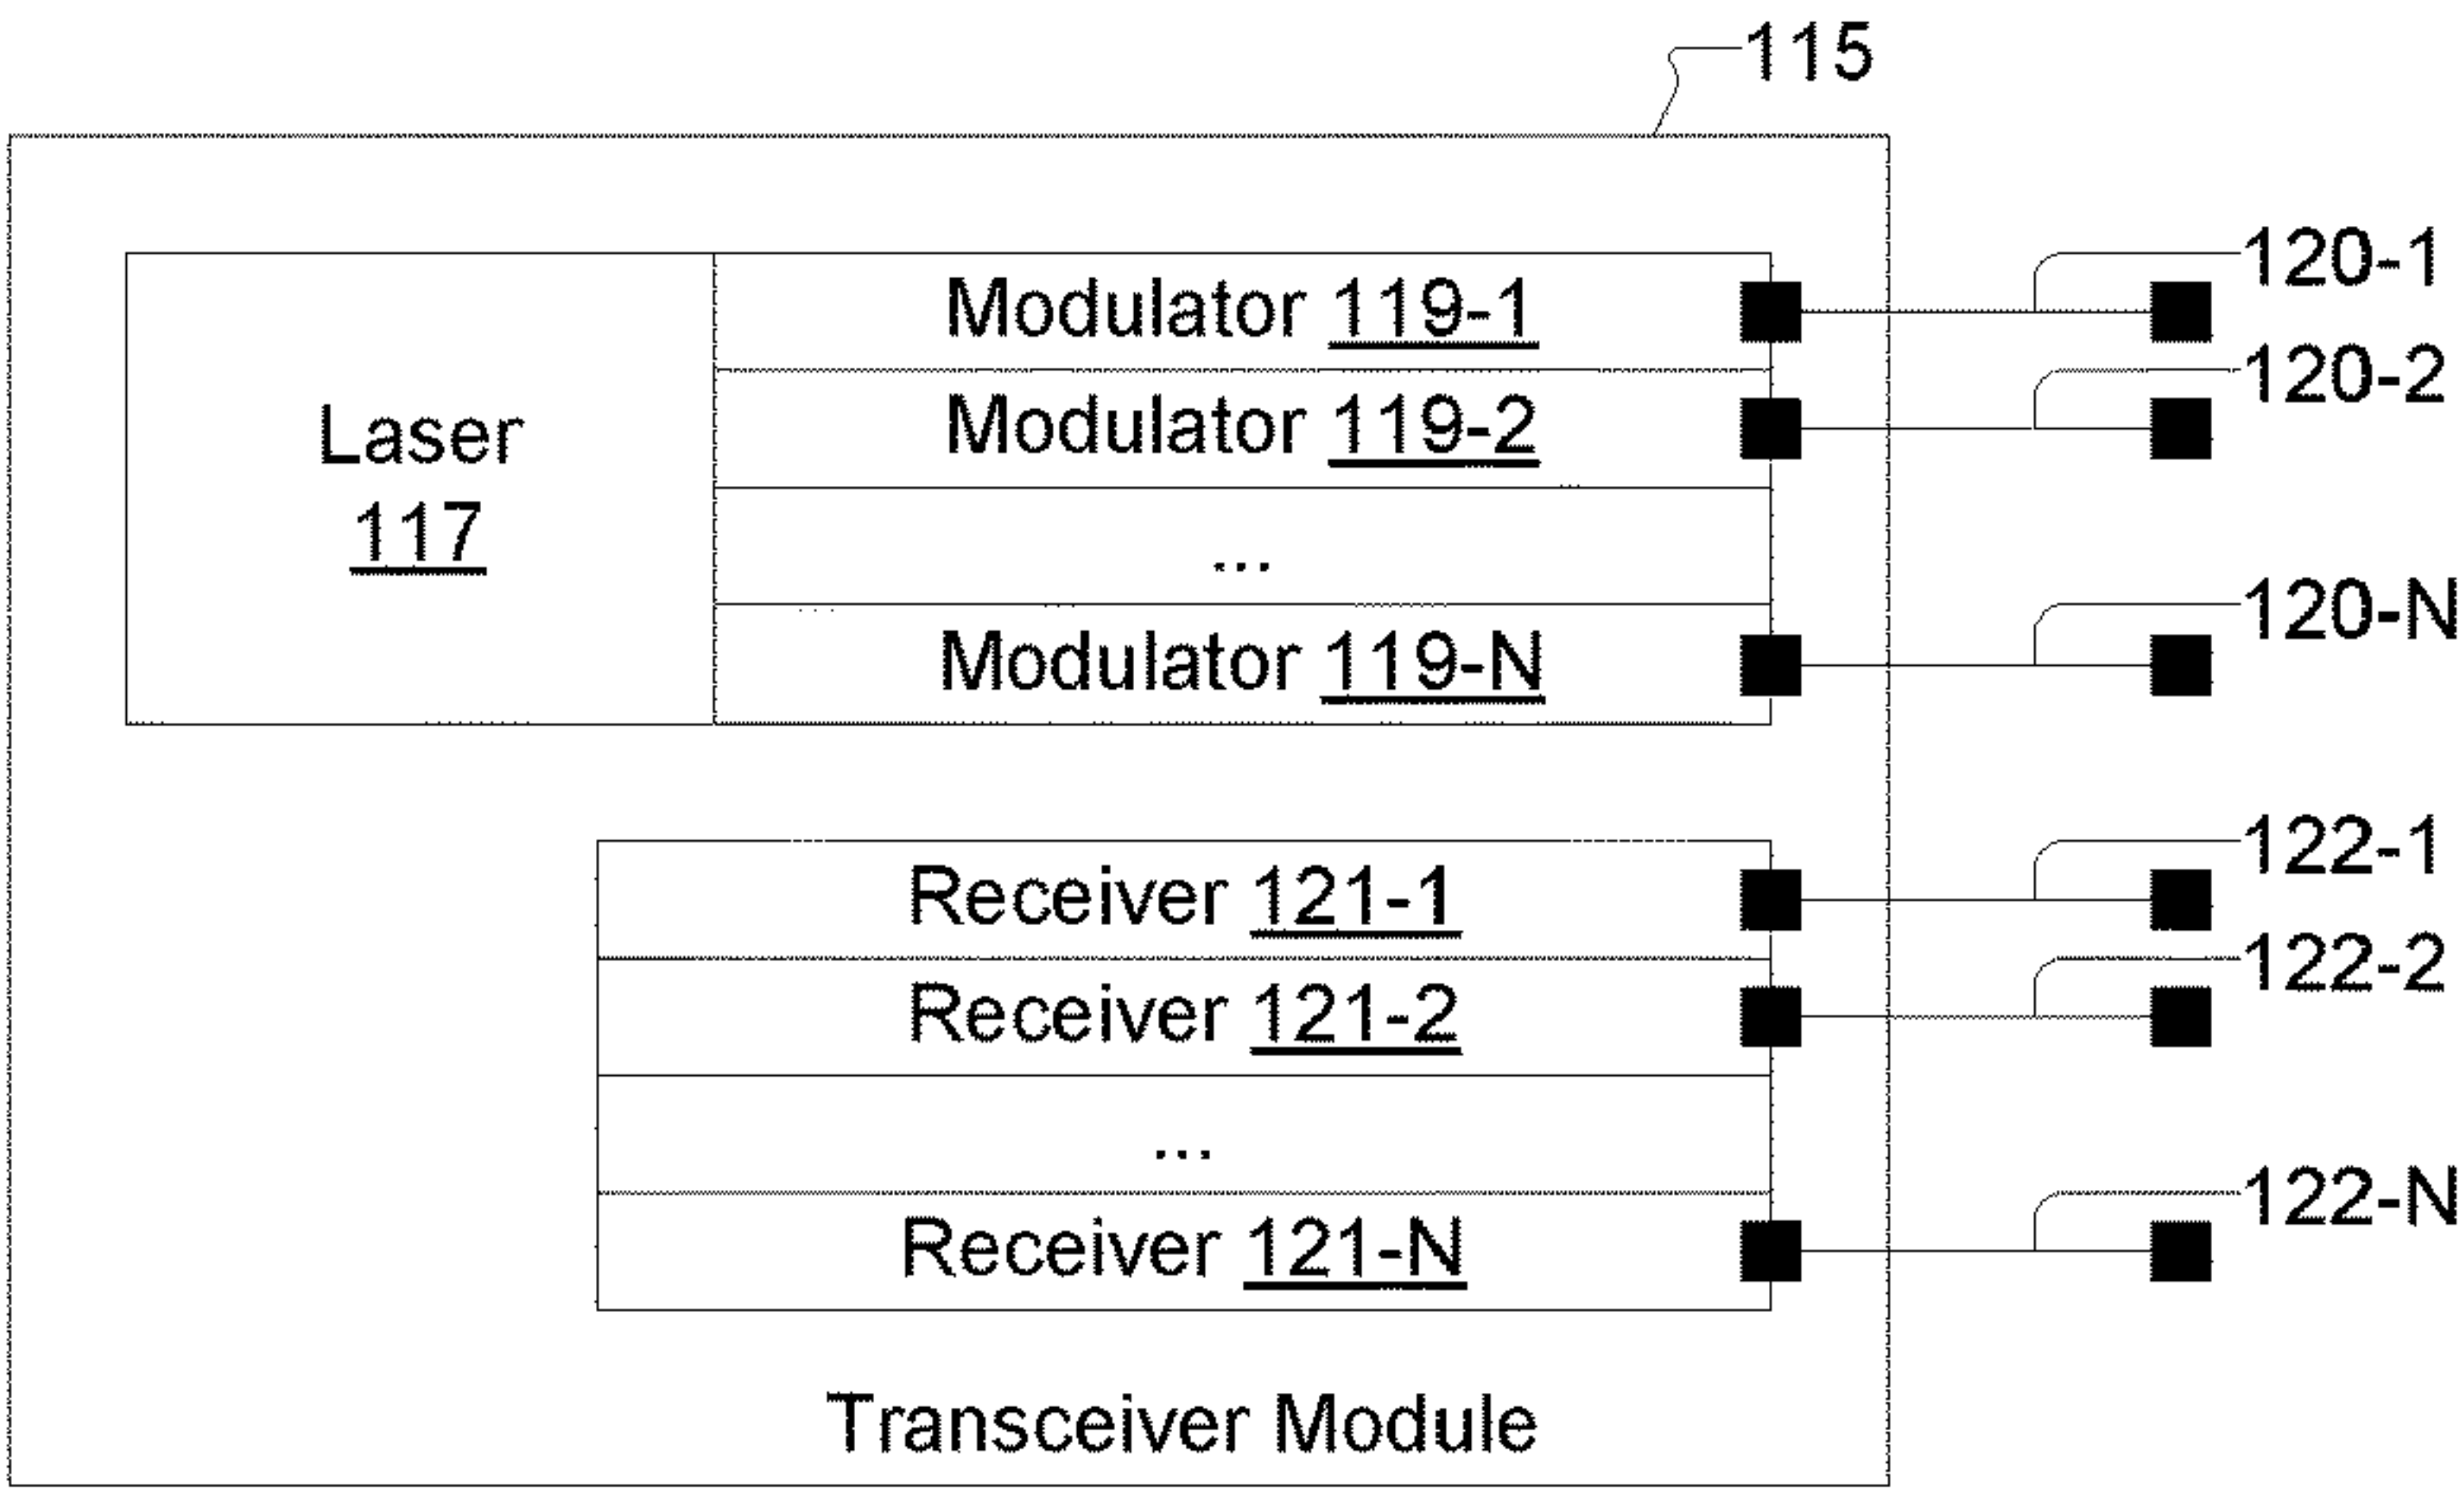 115
Laser
117
Modulator 119-1
Modulator 119-2
...
Modulator 119-N
120-1
120-2
120-N
Receiver 121-1
Receiver 121-2
...
Receiver 121-N
122-1
122-2
122-N
Transceiver Module